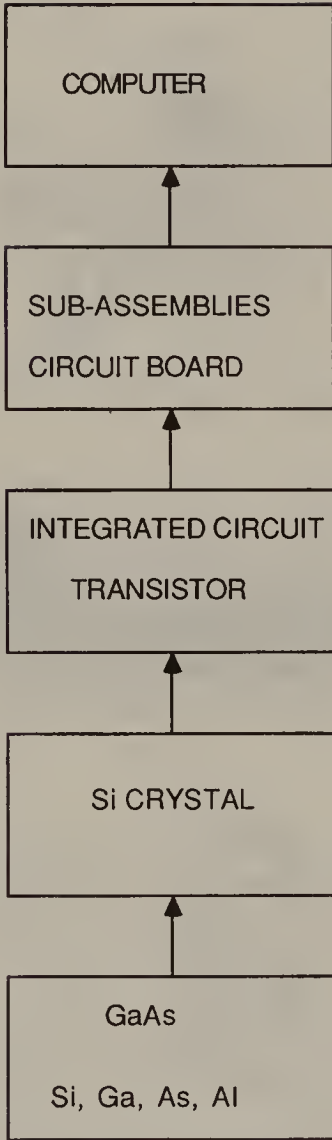 COMPUTER
SUB-ASSEMBLIES
CIRCUIT BOARD
INTEGRATED CIRCUIT
TRANSISTOR
Si CRYSTAL
GaAs
Si, Ga, As, Al